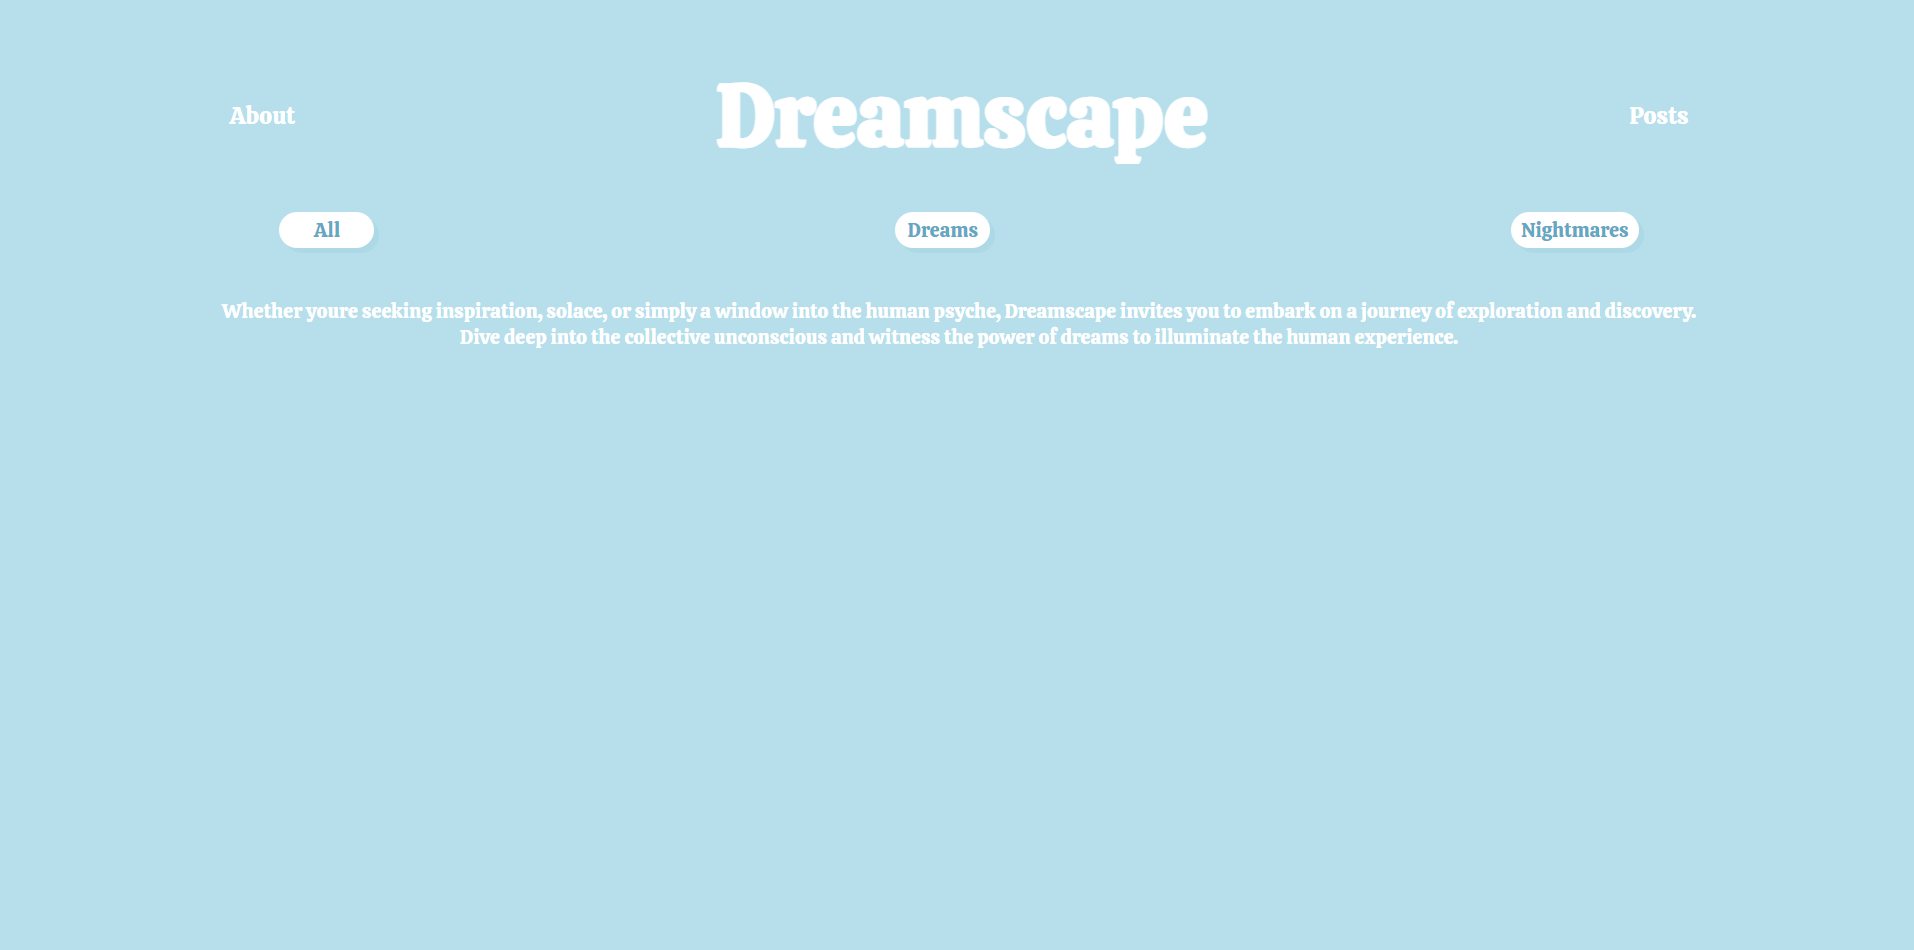 About
Dreamscape
Posts
All
Dreams
Nightmares
Whether youre seeking inspiration, solace, or simply a window into the human psyche, Dreamscape invites you to embark on a journey of exploration and discovery.
Dive deep into the collective unconscious and witness the power of dreams to illuminate the human experience.